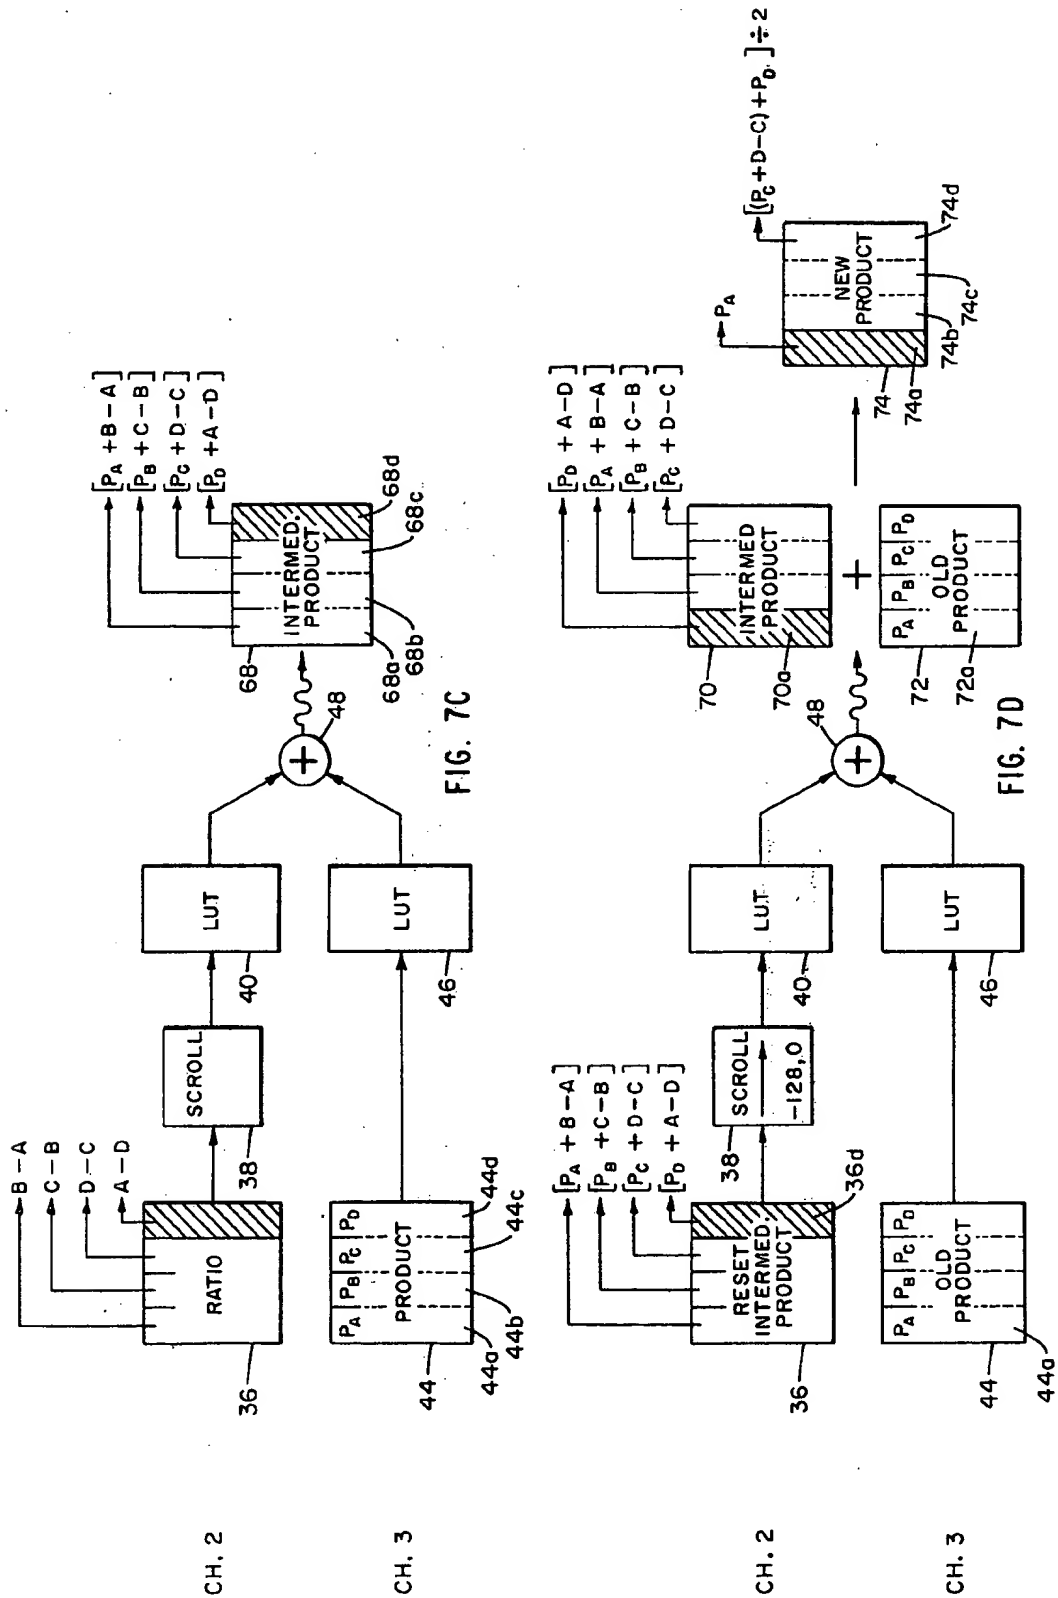 CH. 2
B−A
C−B
D−C
A−D
RATIO
36
SCROLL
38
LUT
40
CH. 3
P_A P_B P_C P_D
PRODUCT
44
44a
44b
44c
44d
LUT
46
+
48
[P_A + B−A]
[P_B + C−B]
[P_C + D−C]
[P_D + A−D]
INTERMED.
PRODUCT
68
68a
68b
68c
68d
FIG. 7C
CH. 2
[P_A + B−A]
[P_B + C−B]
[P_C + D−C]
[P_D + A−D]
RESET
INTERMED.
PRODUCT
36
36d
SCROLL
−128,0
38
LUT
40
CH. 3
P_A P_B P_C P_D
OLD
PRODUCT
44
44a
LUT
46
+
48
[P_D + A−D]
[P_A + B−A]
[P_B + C−B]
[P_C + D−C]
INTERMED
PRODUCT
70
70a
+
P_A P_B P_C P_D
OLD
PRODUCT
72
72a
P_A
[(P_C+D−C)+P_D.]÷2
NEW
PRODUCT
74
74a
74b
74c
74d
FIG. 7D